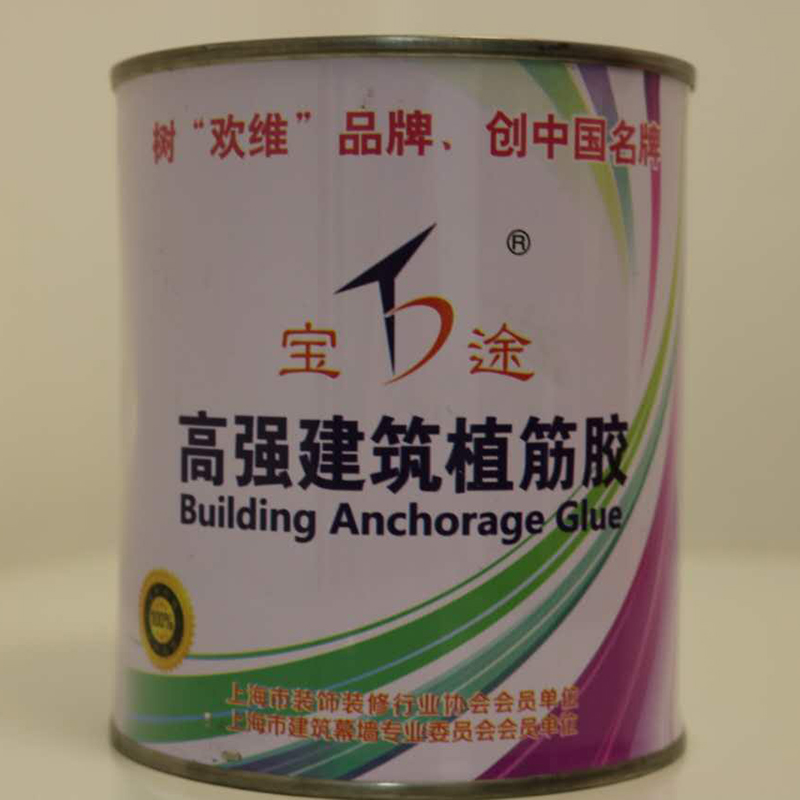 树“欢维”品牌、创中国名牌
®
宝 途
高强建筑植筋胶
Building Anchorage Glue
100%
上海市装饰装修行业协会会员单位
上海市建筑幕墙专业委员会会员单位